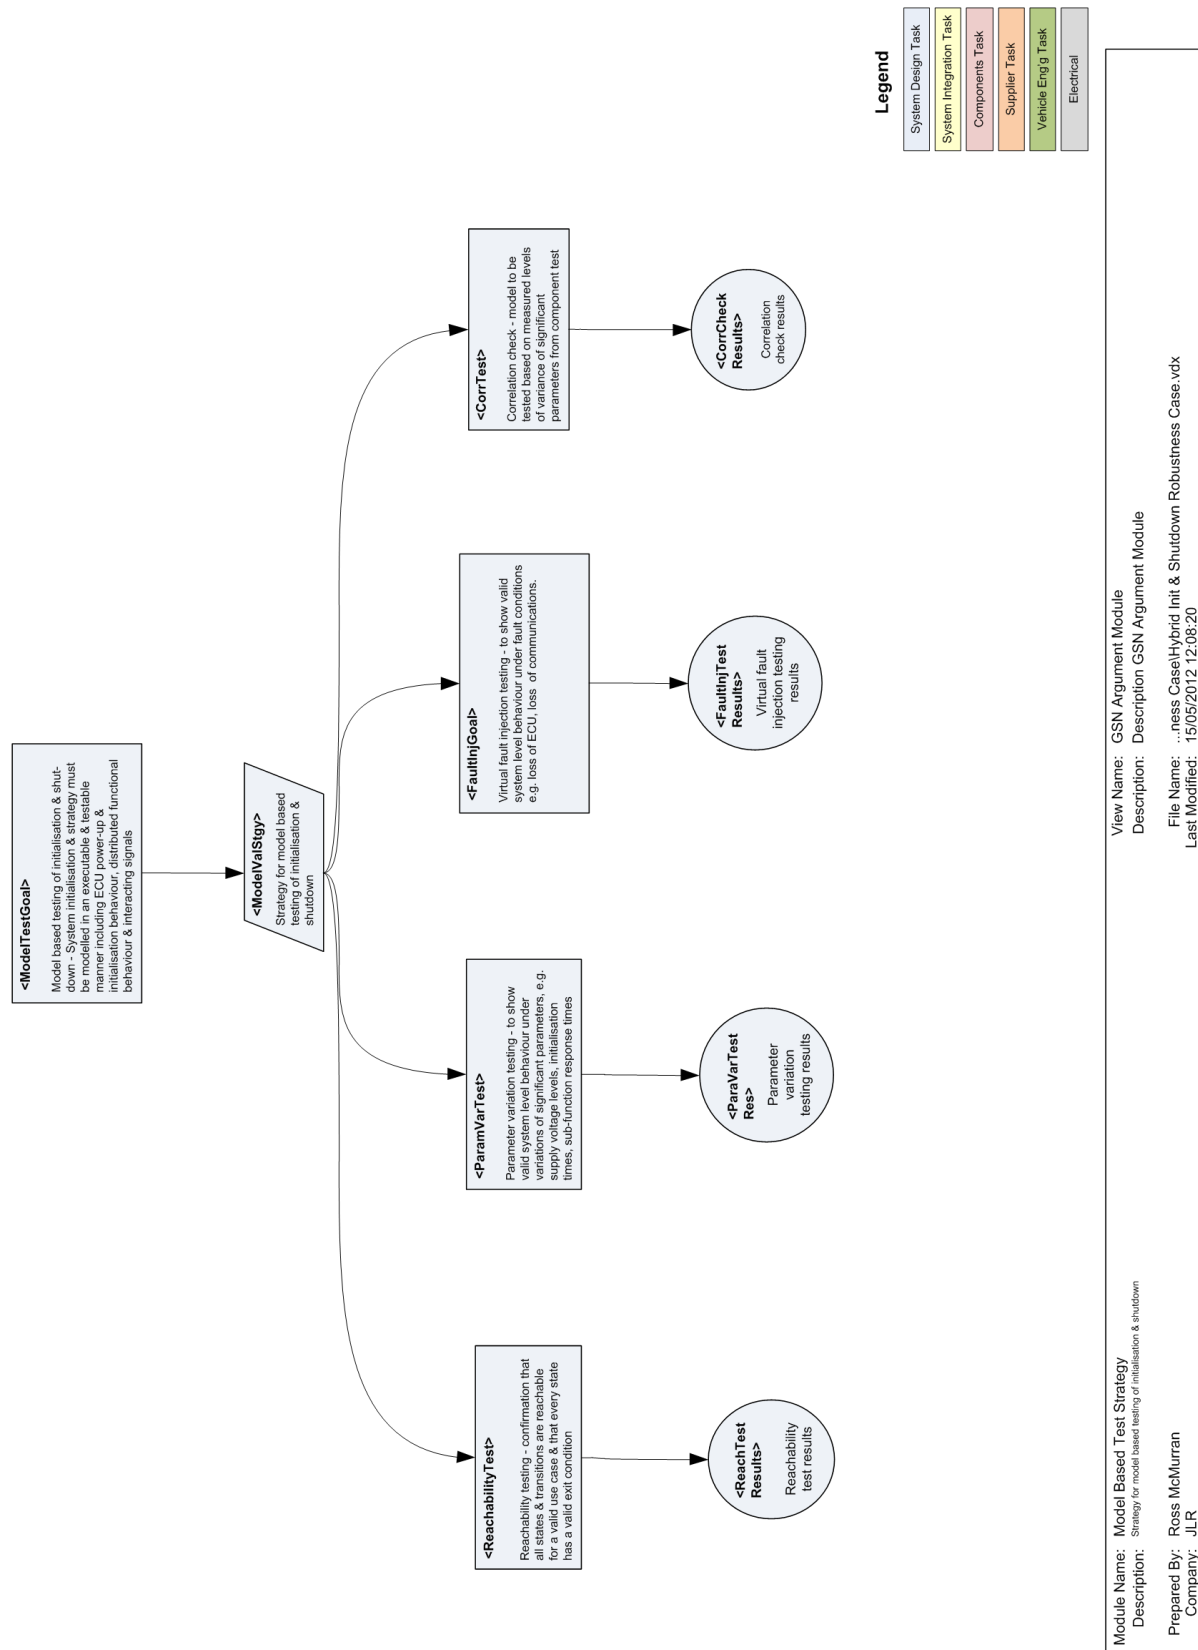 <ModelTestGoal>
Model based testing of initialisation & shut-
down - System initialisation & strategy must
be modelled in an executable & testable
manner including ECU power-up &
initialisation behaviour, distributed functional
behaviour & interacting signals
<ModelValStgy>
Strategy for model based
testing of initialisation &
shutdown
<ReachabilityTest>
Reachability testing - confirmation that
all states & transitions are reachable
for a valid use case & that every state
has a valid exit condition
<ParamVarTest>
Parameter variation testing - to show
valid system level behaviour under
variations of significant parameters, e.g.
supply voltage levels, initialisation
times, sub-function response times
<FaultInjGoal>
Virtual fault injection testing - to show valid
system level behaviour under fault conditions
e.g. loss of ECU, loss of communications.
<CorrTest>
Correlation check - model to be
tested based on measured levels
of variance of significant
parameters from component test
<ReachTest
Results>
Reachability
test results
<ParaVarTest
Res>
Parameter
variation
testing results
<FaultInjTest
Results>
Virtual fault
injection testing
results
<CorrCheck
Results>
Correlation
check results
Legend
System Design Task
System Integration Task
Components Task
Supplier Task
Vehicle Eng'g Task
Electrical
Module Name: Model Based Test Strategy
Description: Strategy for model based testing of initialisation & shutdown
Prepared By: Ross McMurran
Company: JLR
View Name: GSN Argument Module
Description: Description GSN Argument Module
File Name: ...ness Case\Hybrid Init & Shutdown Robustness Case.vdx
Last Modified: 15/05/2012 12:08:20